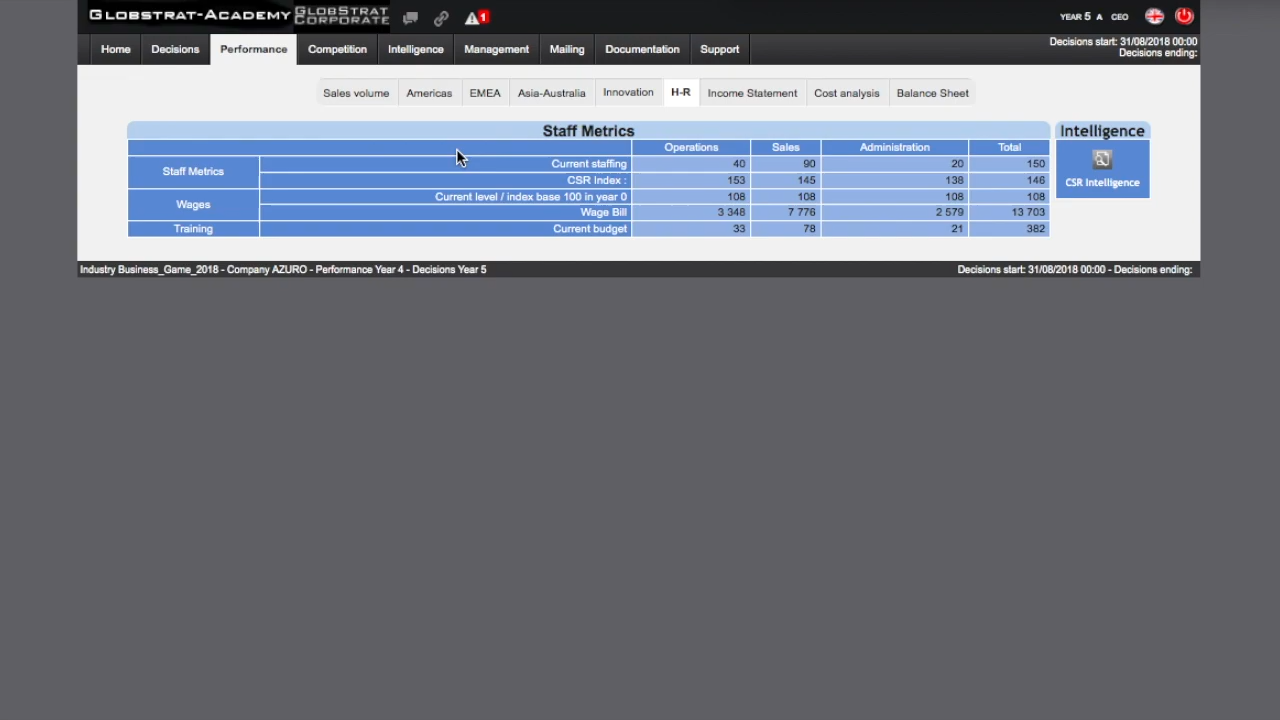 GLOBSTRAT-ACADEMY GLOBSTRAT CORPORATE 1 YEAR 5 A CEO
Home Decisions Performance Competition Intelligence Management Mailing Documentation Support
Decisions start: 31/08/2018 00:00
Decisions ending:
Sales volume Americas EMEA Asia-Australia Innovation H-R Income Statement Cost analysis Balance Sheet
Staff Metrics
Operations Sales Administration Total
Staff Metrics Current staffing 40 90 20 150
CSR Index : 153 145 138 146
Wages Current level / index base 100 in year 0 108 108 108 108
Wage Bill 3 348 7 776 2 579 13 703
Training Current budget 33 78 21 382
Intelligence
CSR Intelligence
Industry Business_Game_2018 - Company AZURO - Performance Year 4 - Decisions Year 5
Decisions start: 31/08/2018 00:00 - Decisions ending: